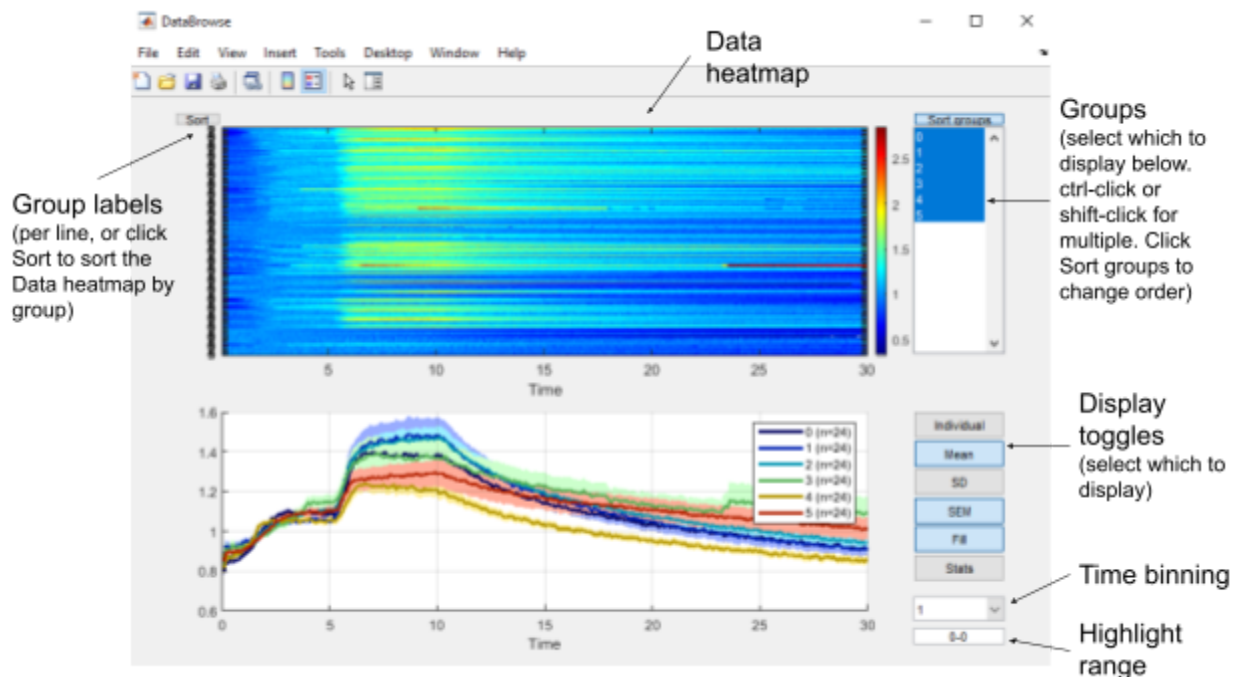 DataBrowse
File Edit View Insert Tools Desktop Window Help
Data
heatmap
Sort
Sort groups
0
1
2
3
4
5
Groups
(select which to
display below.
ctrl-click or
shift-click for
multiple. Click
Sort groups to
change order)
Group labels
(per line, or click
Sort to sort the
Data heatmap by
group)
2.5
2
1.5
1
0.5
5 10 15 20 25 30
Time
1.6
1.4
1.2
1
0.8
0.6
0 5 10 15 20 25 30
Time
0 (n=24)
1 (n=24)
2 (n=24)
3 (n=24)
4 (n=24)
5 (n=24)
Individual
Mean
SD
SEM
Fill
Stats
1
0-0
Display
toggles
(select which to
display)
Time binning
Highlight
range